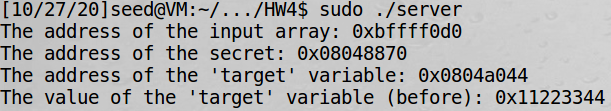 [10/27/20]seed@VM:~/.../HW4$ sudo ./server
The address of the input array: 0xbffff0d0
The address of the secret: 0x08048870
The address of the 'target' variable: 0x0804a044
The value of the 'target' variable (before): 0x11223344